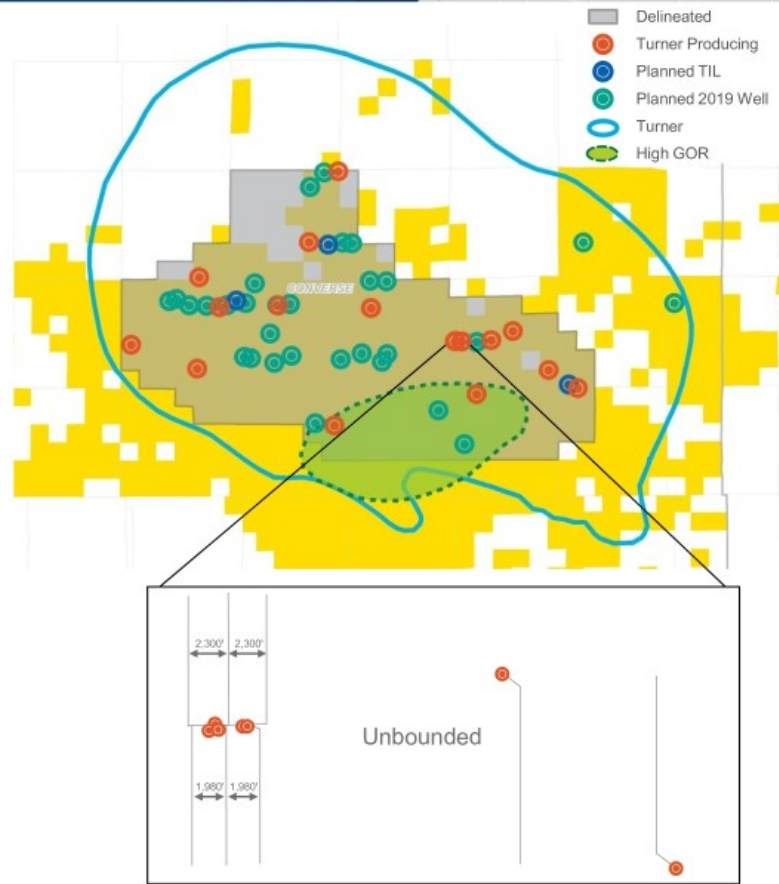 Delineated
Turner Producing
Planned TIL
Planned 2019 Well
Turner
High GOR
CONVERSE
2,300' 2,300'
Unbounded
1,980' 1,980'